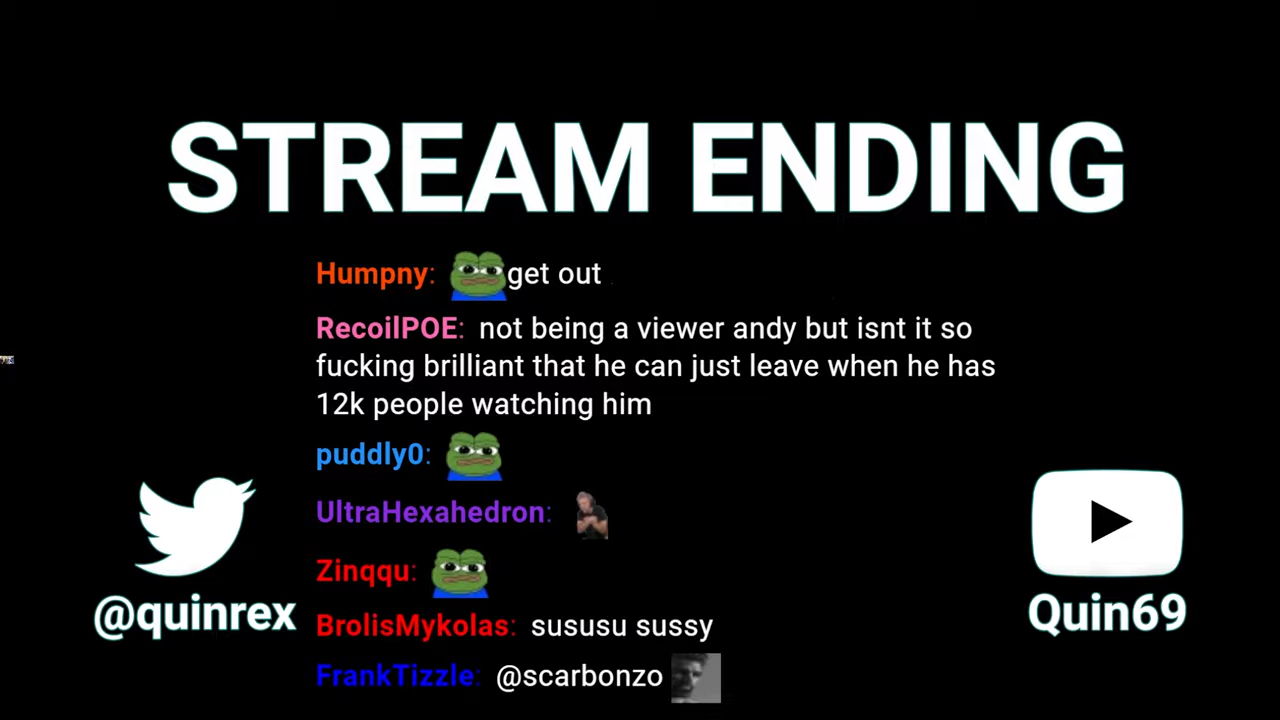 STREAM ENDING
Humpny: get out
RecoilPOE: not being a viewer andy but isnt it so
fucking brilliant that he can just leave when he has
12k people watching him
puddly0:
UltraHexahedron:
Zinqqu:
BrolisMykolas: sususu sussy
FrankTizzle: @scarbonzo
@quinrex
Quin69